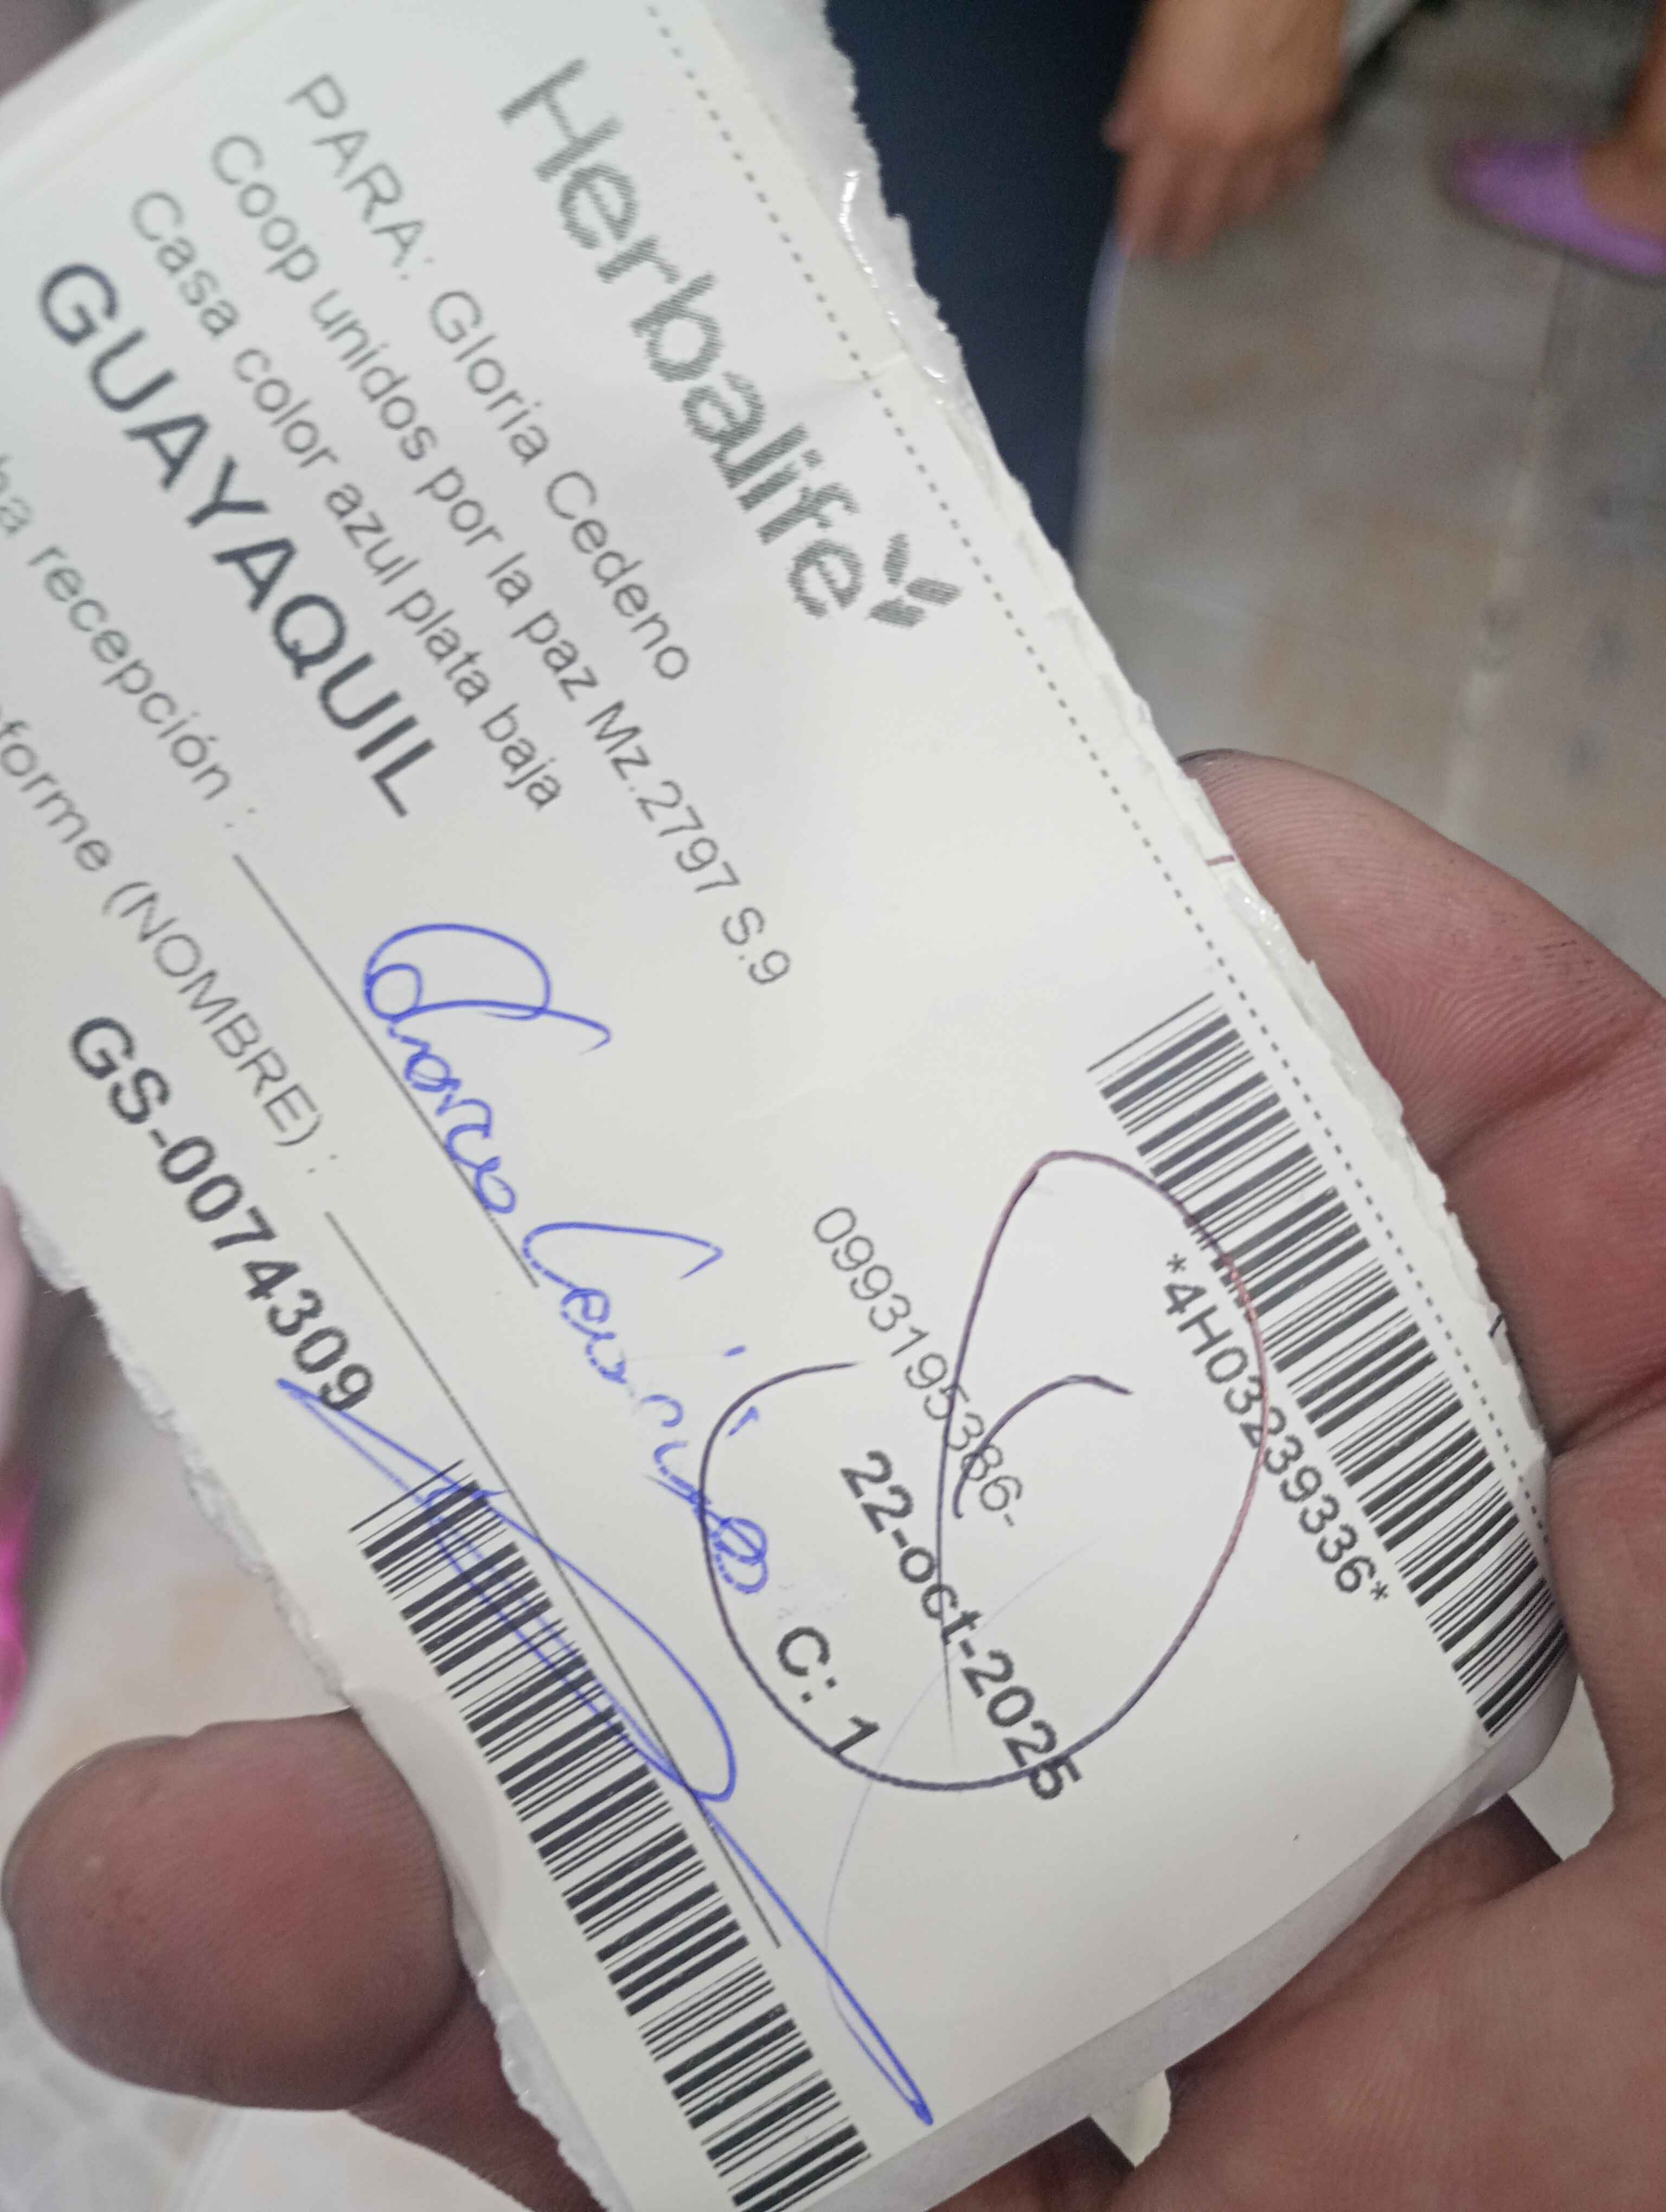 Herbalife
*4H03239336*
PARA: Gloria Cedeno
Coop unidos por la paz Mz.2797 S.9
0993195386-
Casa color azul plata baja
22-oct-2025
GUAYAQUIL
C: 1
recepción :
forme (NOMBRE) :
GS-0074309